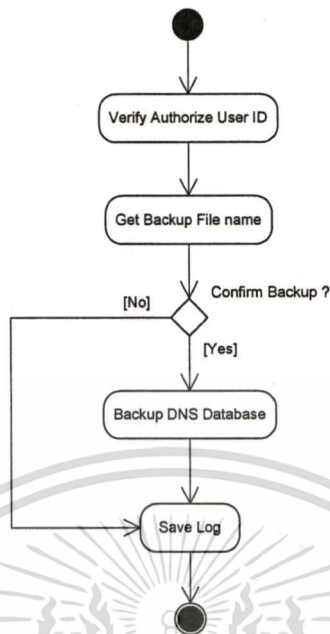 Verify Authorize User ID
Get Backup File name
Confirm Backup ?
[No]
[Yes]
Backup DNS Database
Save Log